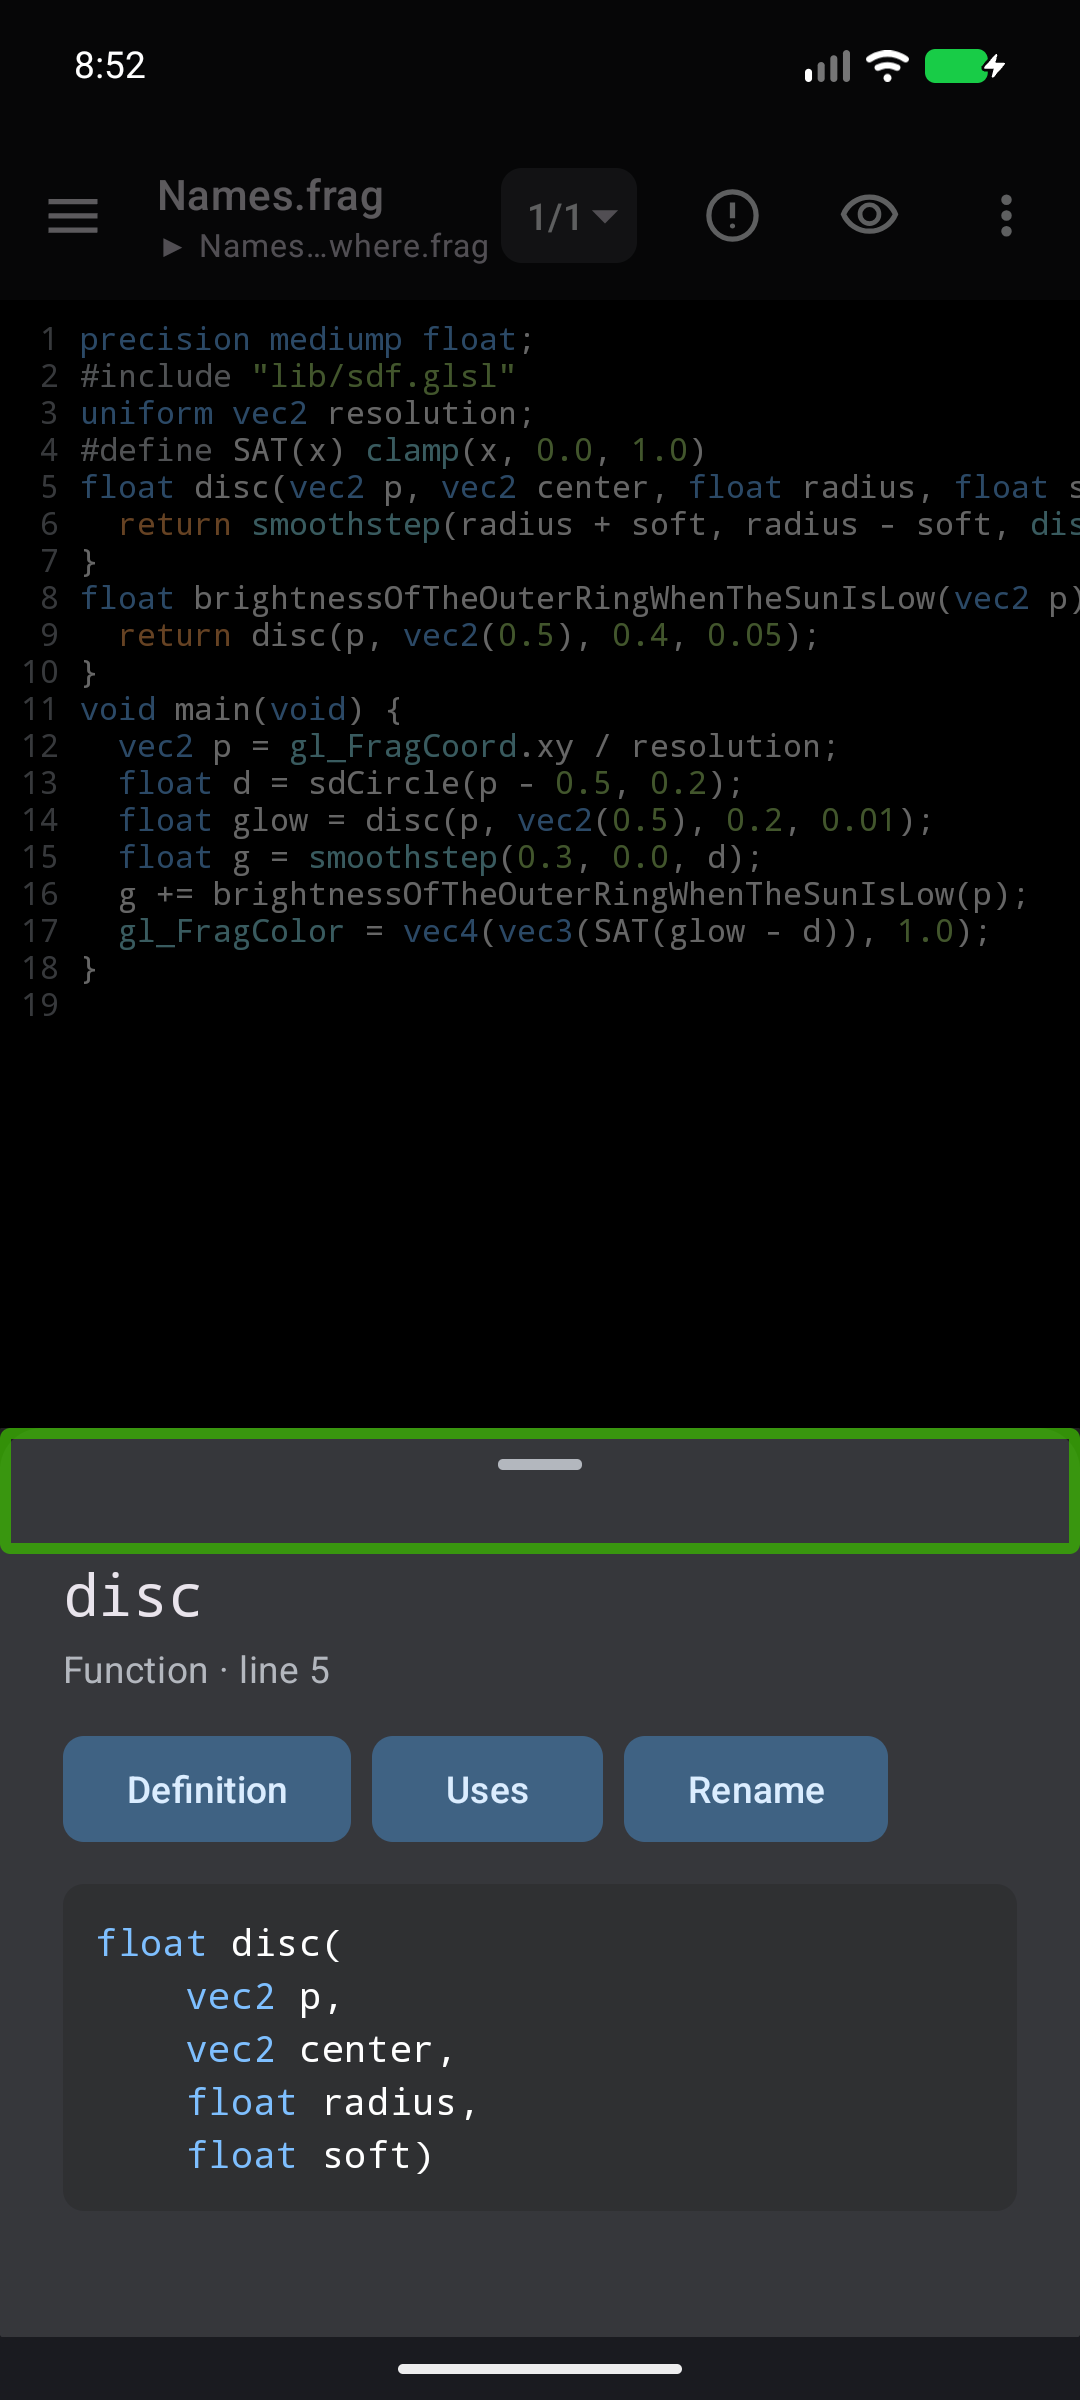 8:52
Names.frag
► Names…where.frag
1/1
1 precision mediump float;
2 #include "lib/sdf.glsl"
3 uniform vec2 resolution;
4 #define SAT(x) clamp(x, 0.0, 1.0)
5 float disc(vec2 p, vec2 center, float radius, float s
6   return smoothstep(radius + soft, radius - soft, dis
7 }
8 float brightnessOfTheOuterRingWhenTheSunIsLow(vec2 p)
9   return disc(p, vec2(0.5), 0.4, 0.05);
10 }
11 void main(void) {
12   vec2 p = gl_FragCoord.xy / resolution;
13   float d = sdCircle(p - 0.5, 0.2);
14   float glow = disc(p, vec2(0.5), 0.2, 0.01);
15   float g = smoothstep(0.3, 0.0, d);
16   g += brightnessOfTheOuterRingWhenTheSunIsLow(p);
17   gl_FragColor = vec4(vec3(SAT(glow - d)), 1.0);
18 }
19
disc
Function · line 5
Definition
Uses
Rename
float disc(
    vec2 p,
    vec2 center,
    float radius,
    float soft)